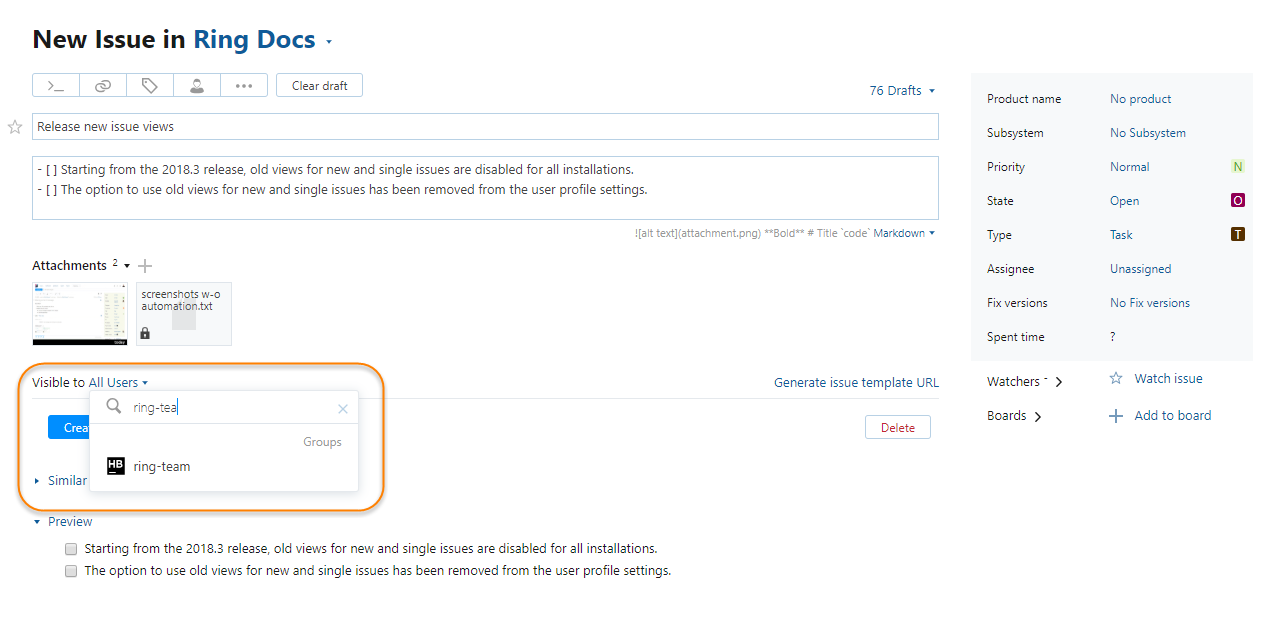 New Issue in Ring Docs
>_
Clear draft
76 Drafts
Release new issue views
- [ ] Starting from the 2018.3 release, old views for new and single issues are disabled for all installations.
- [ ] The option to use old views for new and single issues has been removed from the user profile settings.
![alt text](attachment.png) **Bold** # Title `code` Markdown
Attachments 2
screenshots w-o
automation.txt
Visible to All Users
Generate issue template URL
ring-tea
Crea
Delete
Groups
HB ring-team
Similar
Preview
Starting from the 2018.3 release, old views for new and single issues are disabled for all installations.
The option to use old views for new and single issues has been removed from the user profile settings.
Product name No product
Subsystem No Subsystem
Priority Normal N
State Open O
Type Task T
Assignee Unassigned
Fix versions No Fix versions
Spent time ?
Watchers - Watch issue
Boards Add to board